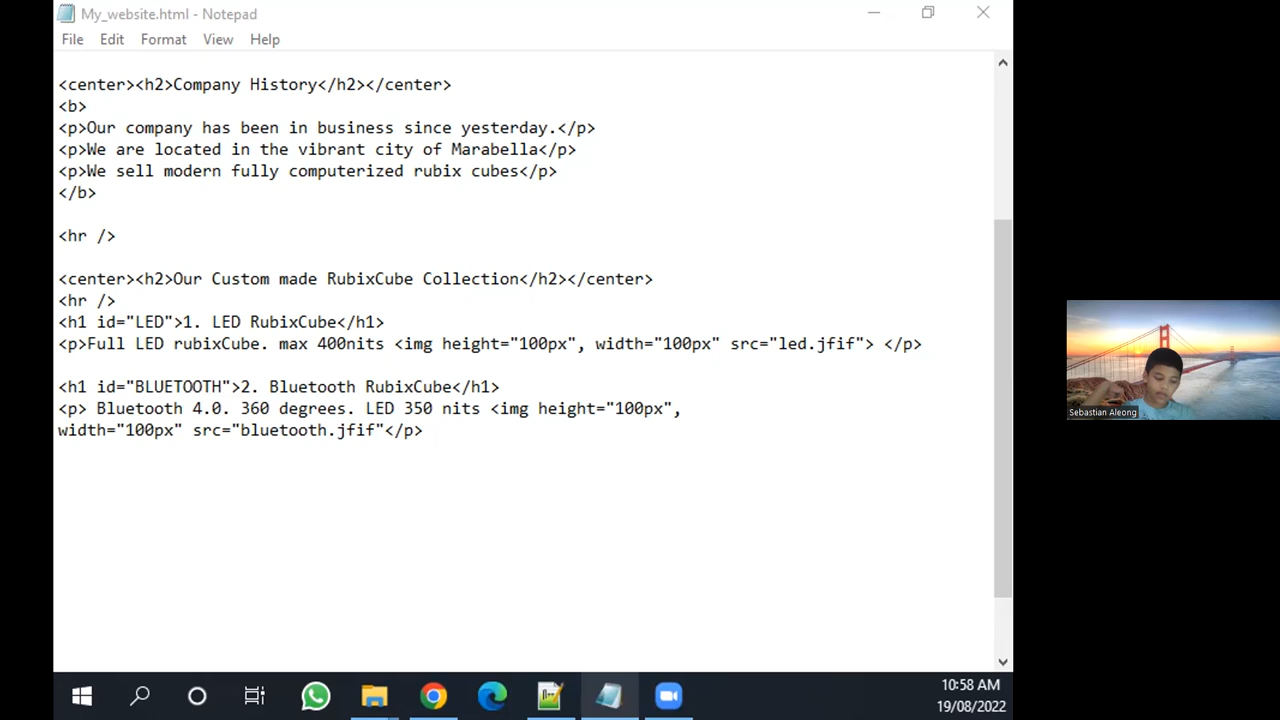 My_website.html - Notepad
File Edit Format View Help
<center><h2>Company History</h2></center>
<b>
<p>Our company has been in business since yesterday.</p>
<p>We are located in the vibrant city of Marabella</p>
<p>We sell modern fully computerized rubix cubes</p>
</b>
<hr />
<center><h2>Our Custom made RubixCube Collection</h2></center>
<hr />
<h1 id="LED">1. LED RubixCube</h1>
<p>Full LED rubixCube. max 400nits <img height="100px", width="100px" src="led.jfif"> </p>
<h1 id="BLUETOOTH">2. Bluetooth RubixCube</h1>
<p> Bluetooth 4.0. 360 degrees. LED 350 nits <img height="100px",
width="100px" src="bluetooth.jfif"</p>
Sebastian Aleong
10:58 AM
19/08/2022